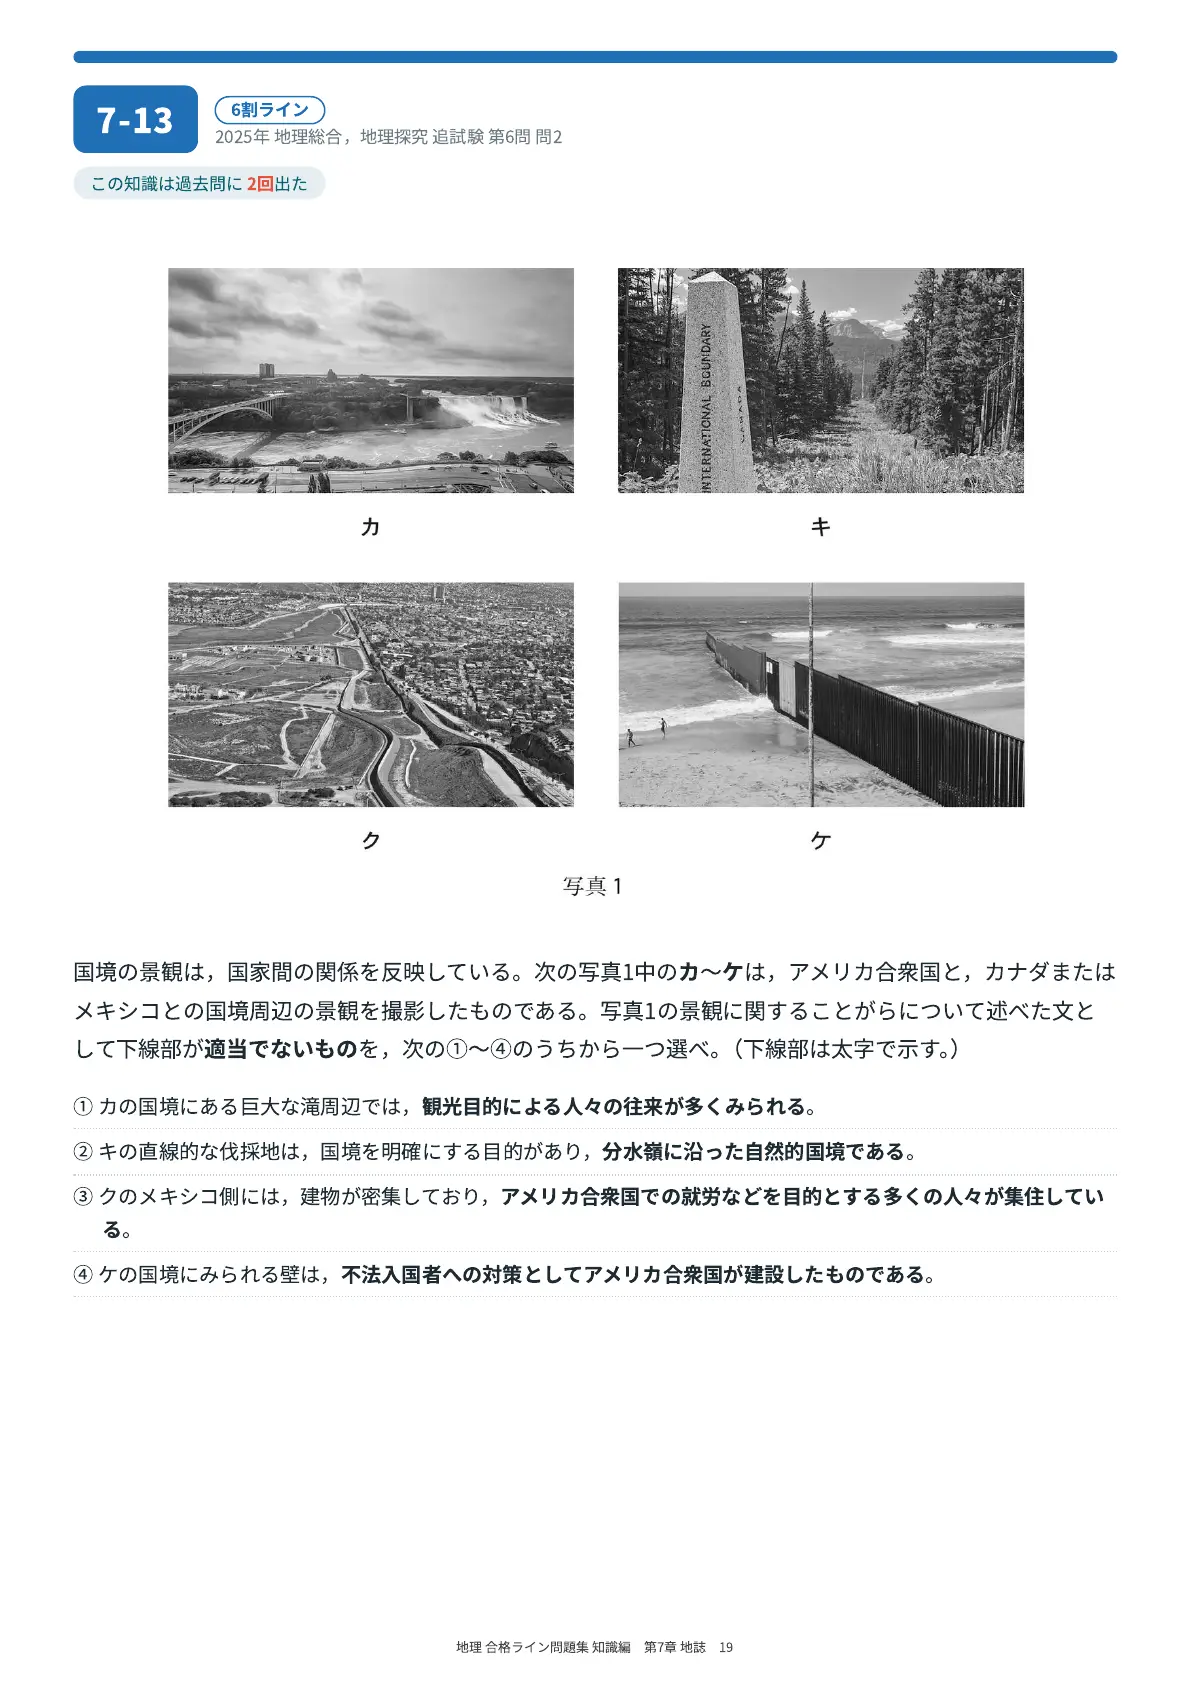 7-13
6割ライン
2025年 地理総合，地理探究 追試験 第6問 問2
この知識は過去問に 2回出た
INTERNATIONAL BOUNDARY
カ
キ
ク
ケ
写真 1
国境の景観は，国家間の関係を反映している。次の写真1中のカ～ケは，アメリカ合衆国と，カナダまたは
メキシコとの国境周辺の景観を撮影したものである。写真1の景観に関することがらについて述べた文と
して下線部が適当でないものを，次の①～④のうちから一つ選べ。（下線部は太字で示す。）
① カの国境にある巨大な滝周辺では，観光目的による人々の往来が多くみられる。
② キの直線的な伐採地は，国境を明確にする目的があり，分水嶺に沿った自然的国境である。
③ クのメキシコ側には，建物が密集しており，アメリカ合衆国での就労などを目的とする多くの人々が集住してい
る。
④ ケの国境にみられる壁は，不法入国者への対策としてアメリカ合衆国が建設したものである。
地理 合格ライン問題集 知識編　第7章 地誌　19